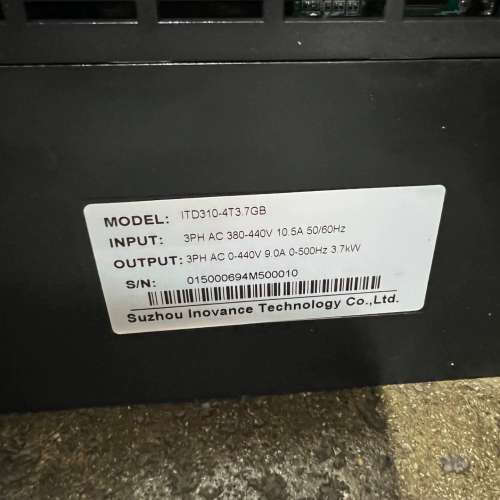 MODEL: ITD310-4T3.7GB
INPUT: 3PH AC 380-440V 10.5A 50/60Hz
OUTPUT: 3PH AC 0-440V 9.0A 0-500Hz 3.7kW
S/N: 015000694M500010
Suzhou Inovance Technology Co.,Ltd.